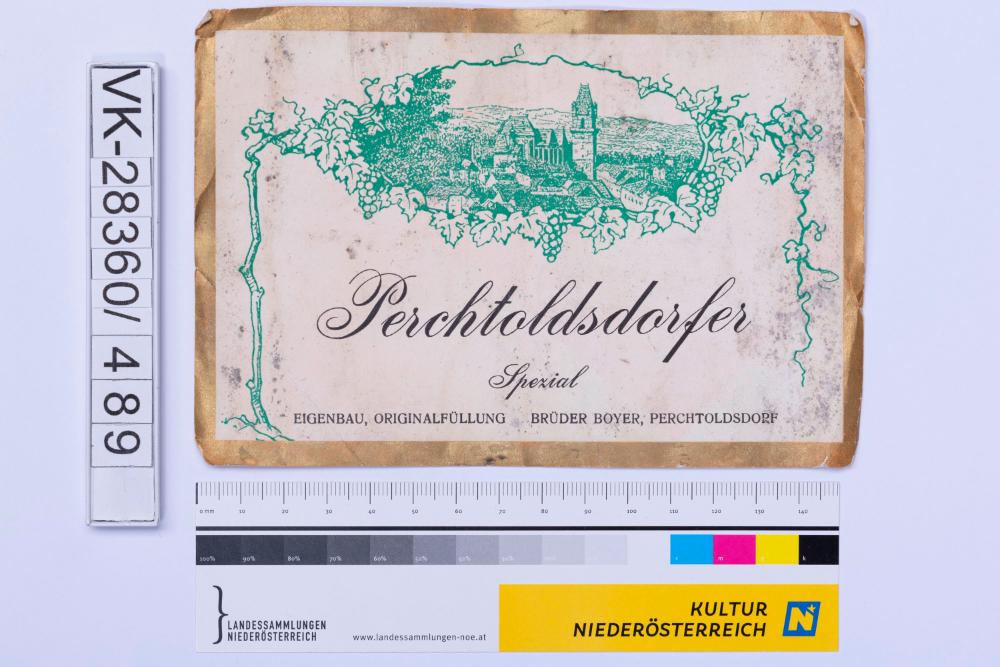 VK-28360/ 489
Perchtoldsdorfer
Spezial
EIGENBAU, ORIGINALFÜLLUNG BRÜDER BOYER, PERCHTOLDSDORF
0 mm 10 20 30 40 50 60 70 80 90 100 110 120 130 140
100% 90% 80% 70% 60% 50% 40% 30% 20% 10% c m y k
LANDESSAMMLUNGEN
NIEDERÖSTERREICH
www.landessammlungen-noe.at
KULTUR
NIEDERÖSTERREICH
N